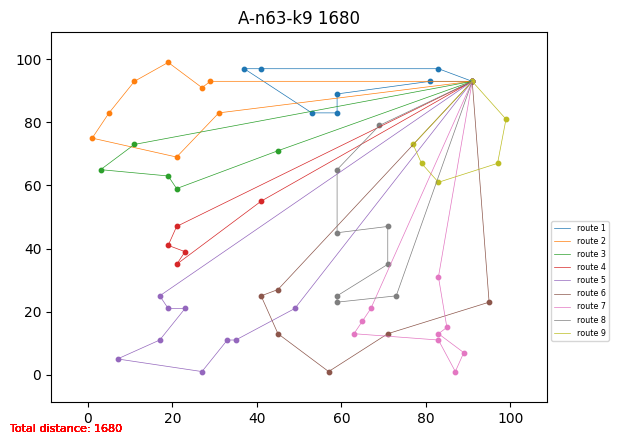 A-n63-k9 1680
100
80
60
40
20
0
0 20 40 60 80 100
route 1
route 2
route 3
route 4
route 5
route 6
route 7
route 8
route 9
Total distance: 1680